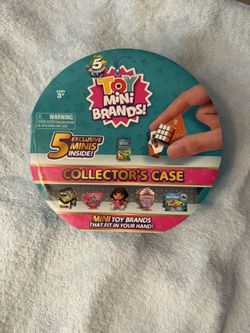 5
TOY
MINI
BRANDS!
AGES
3+
WARNING:
5 EXCLUSIVE
MINIS
INSIDE!
COLLECTOR'S CASE
MINI TOY BRANDS
THAT FIT IN YOUR HAND!